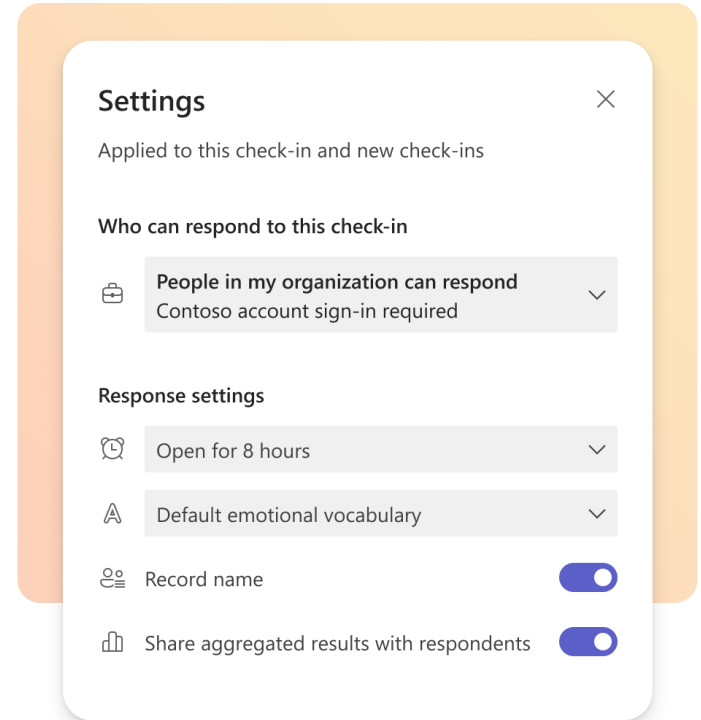 Settings
Applied to this check-in and new check-ins
Who can respond to this check-in
People in my organization can respond
Contoso account sign-in required
Response settings
Open for 8 hours
Default emotional vocabulary
Record name
Share aggregated results with respondents